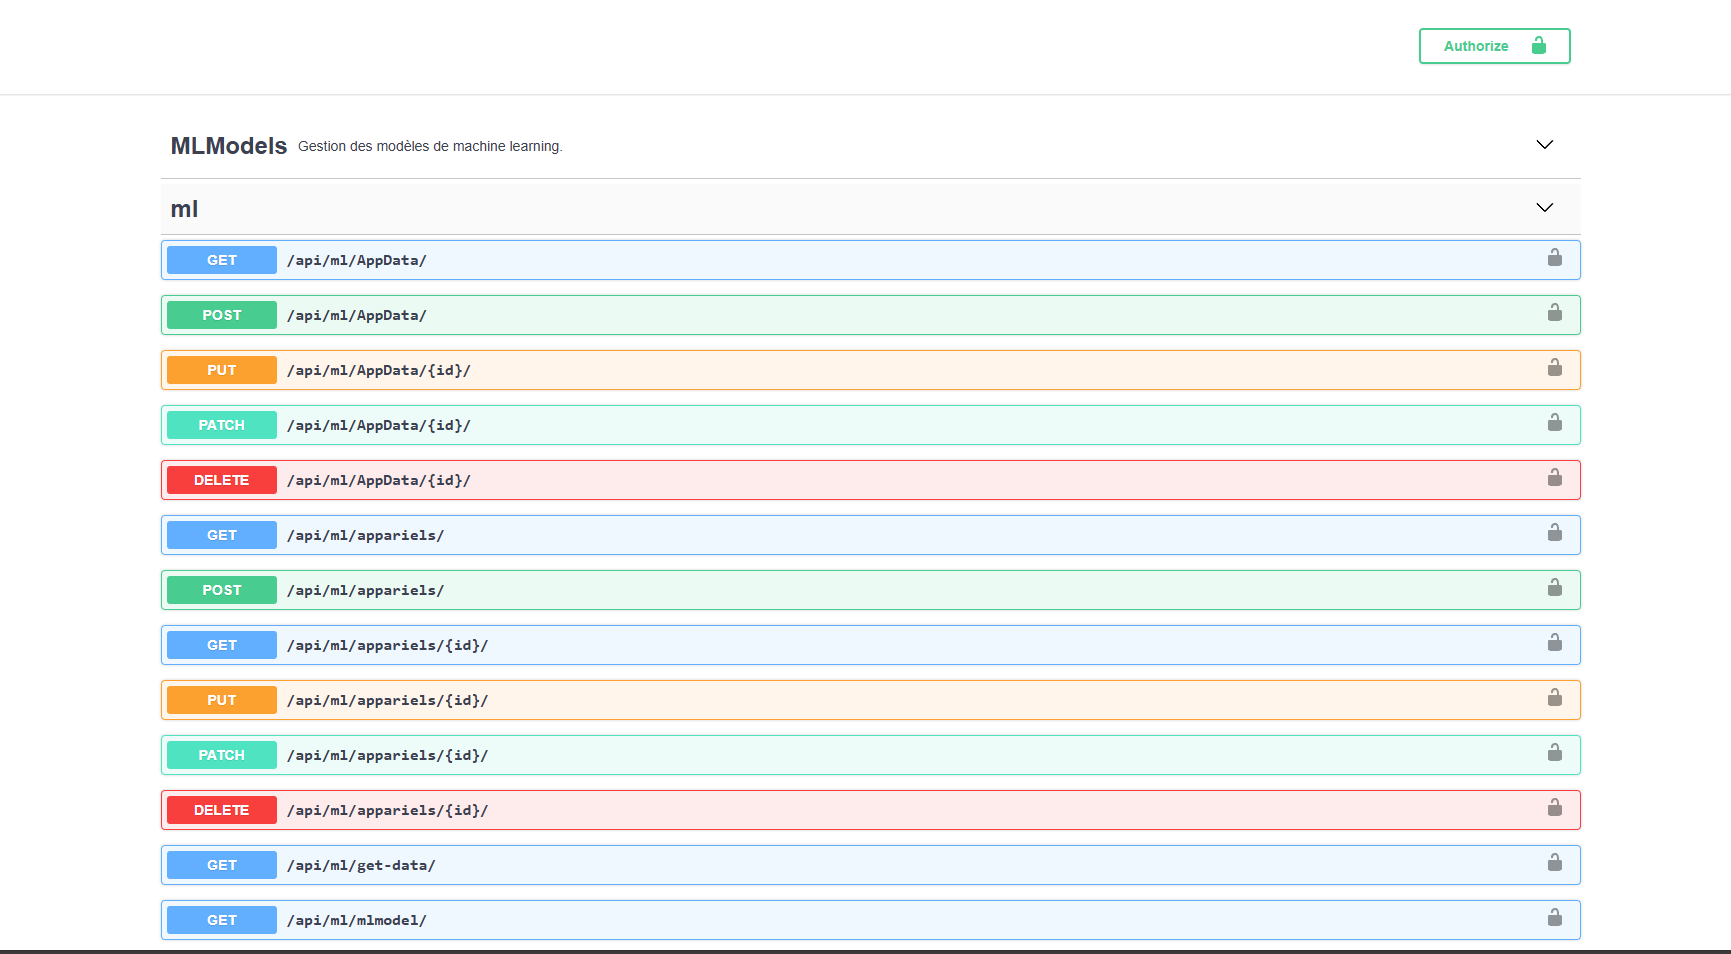 Authorize
MLModels Gestion des modèles de machine learning.
ml
GET /api/ml/AppData/
POST /api/ml/AppData/
PUT /api/ml/AppData/{id}/
PATCH /api/ml/AppData/{id}/
DELETE /api/ml/AppData/{id}/
GET /api/ml/appariels/
POST /api/ml/appariels/
GET /api/ml/appariels/{id}/
PUT /api/ml/appariels/{id}/
PATCH /api/ml/appariels/{id}/
DELETE /api/ml/appariels/{id}/
GET /api/ml/get-data/
GET /api/ml/mlmodel/